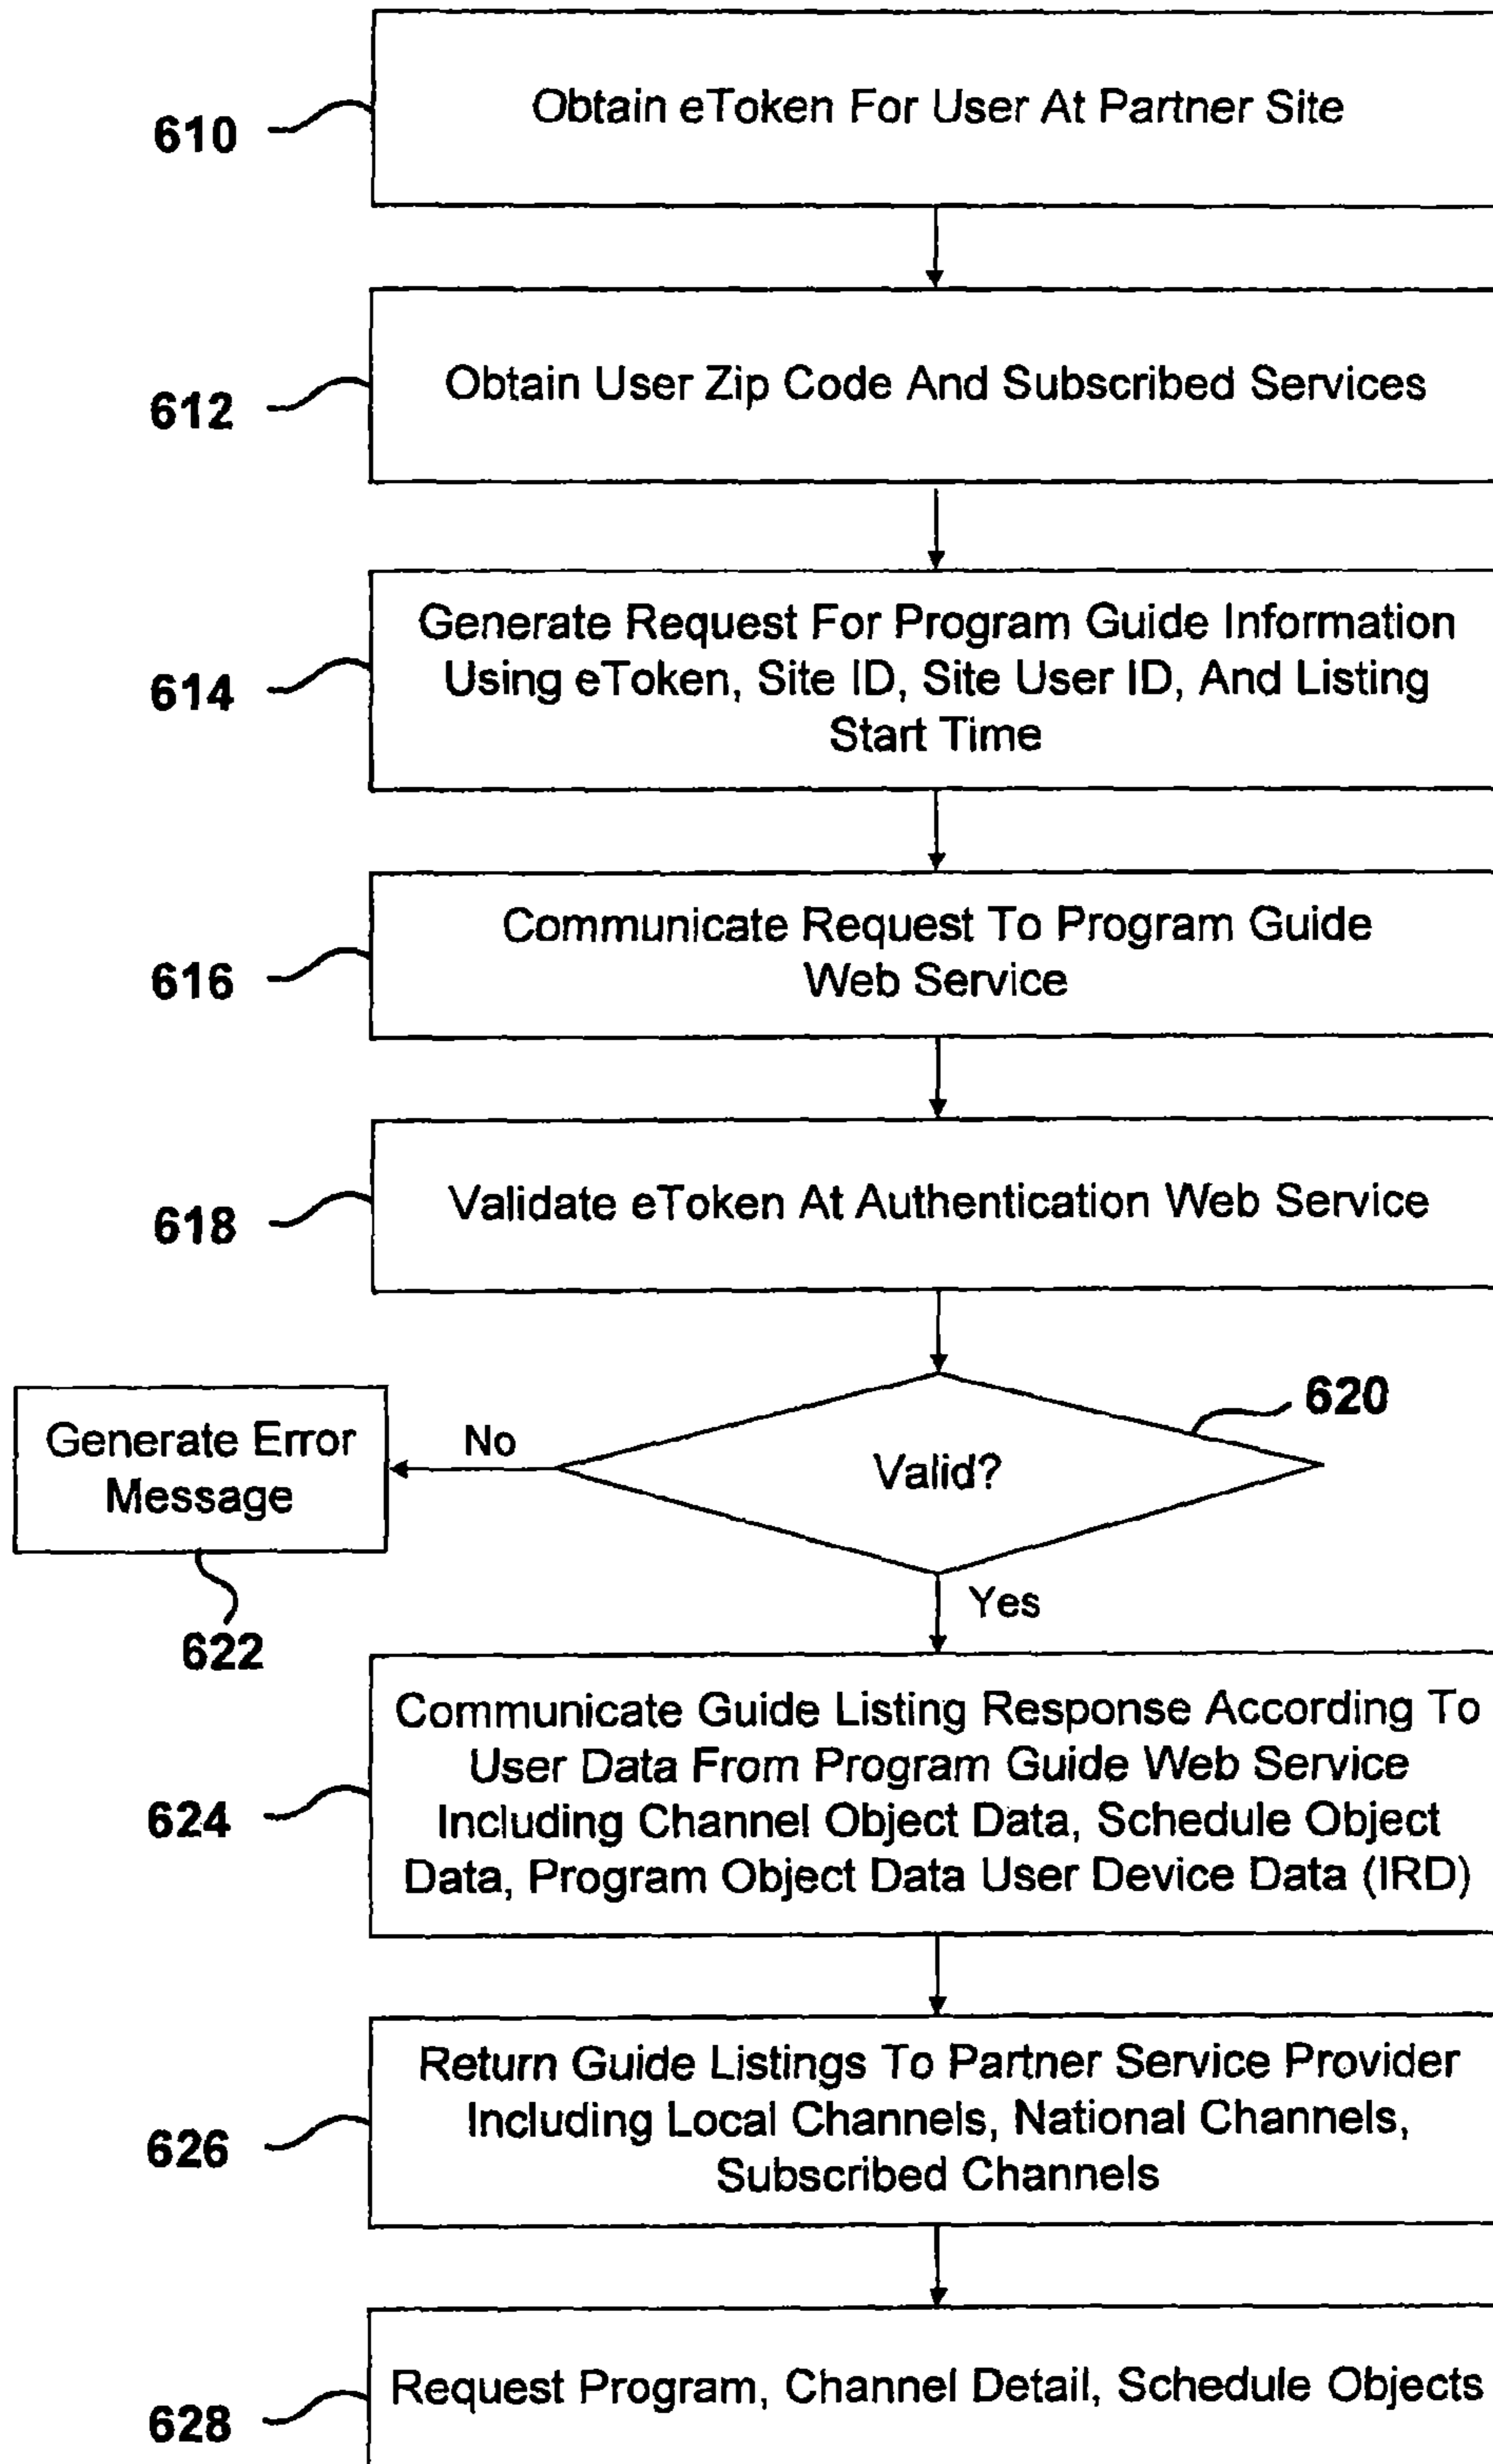 610
Obtain eToken For User At Partner Site
612
Obtain User Zip Code And Subscribed Services
614
Generate Request For Program Guide Information
Using eToken, Site ID, Site User ID, And Listing
Start Time
616
Communicate Request To Program Guide
Web Service
618
Validate eToken At Authentication Web Service
620
Valid?
No
Generate Error
Message
622
Yes
624
Communicate Guide Listing Response According To
User Data From Program Guide Web Service
Including Channel Object Data, Schedule Object
Data, Program Object Data User Device Data (IRD)
626
Return Guide Listings To Partner Service Provider
Including Local Channels, National Channels,
Subscribed Channels
628
Request Program, Channel Detail, Schedule Objects